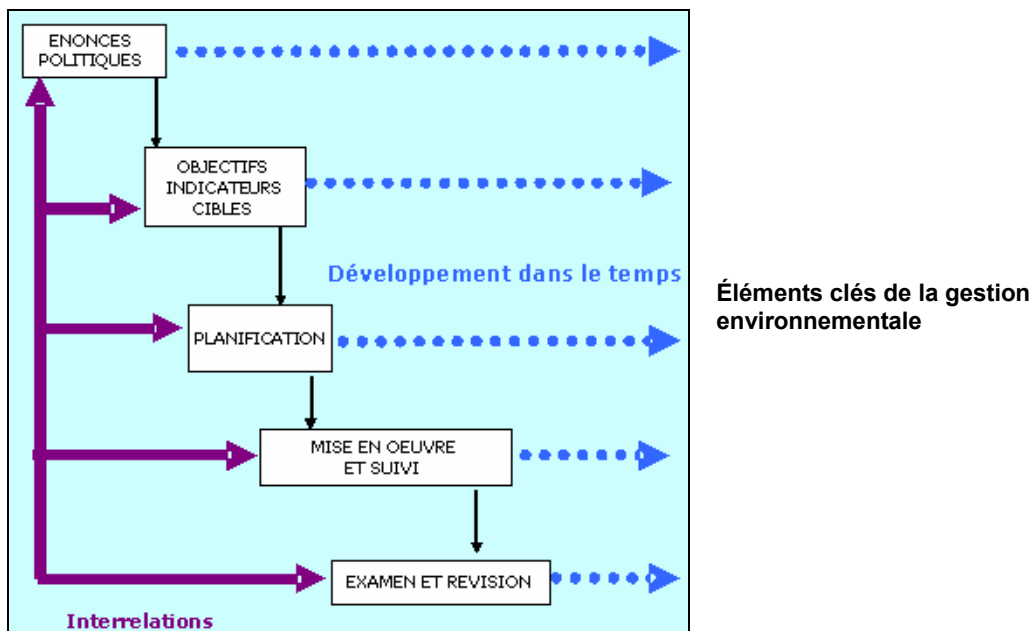 ENONCES
POLITIQUES
OBJECTIFS
INDICATEURS
CIBLES
Développement dans le temps
Éléments clés de la gestion
environnementale
PLANIFICATION
MISE EN OEUVRE
ET SUIVI
EXAMEN ET REVISION
Interrelations